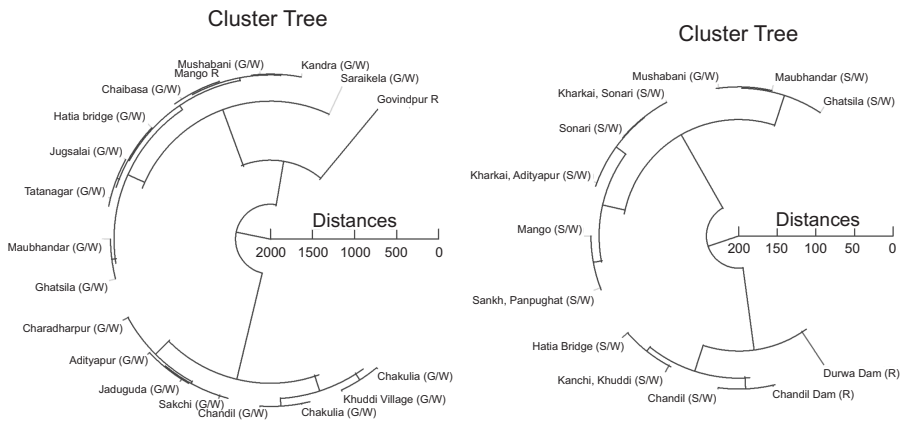 Cluster Tree
Mushabani (G/W)
Mango R
Chaibasa (G/W)
Hatia bridge (G/W)
Jugsalai (G/W)
Tatanagar (G/W)
Maubhandar (G/W)
Ghatsila (G/W)
Charadharpur (G/W)
Adityapur (G/W)
Jaduguda (G/W)
Sakchi (G/W)
Chandil (G/W)
Chakulia (G/W)
Khuddi Village (G/W)
Chakulia (G/W)
Kandra (G/W)
Saraikela (G/W)
Govindpur R
Distances
2000 1500 1000 500 0
Cluster Tree
Mushabani (G/W)
Maubhandar (S/W)
Ghatsila (S/W)
Kharkai, Sonari (S/W)
Sonari (S/W)
Kharkai, Adityapur (S/W)
Mango (S/W)
Sankh, Panpughat (S/W)
Hatia Bridge (S/W)
Kanchi, Khuddi (S/W)
Chandil (S/W)
Chandil Dam (R)
Durwa Dam (R)
Distances
200 150 100 50 0